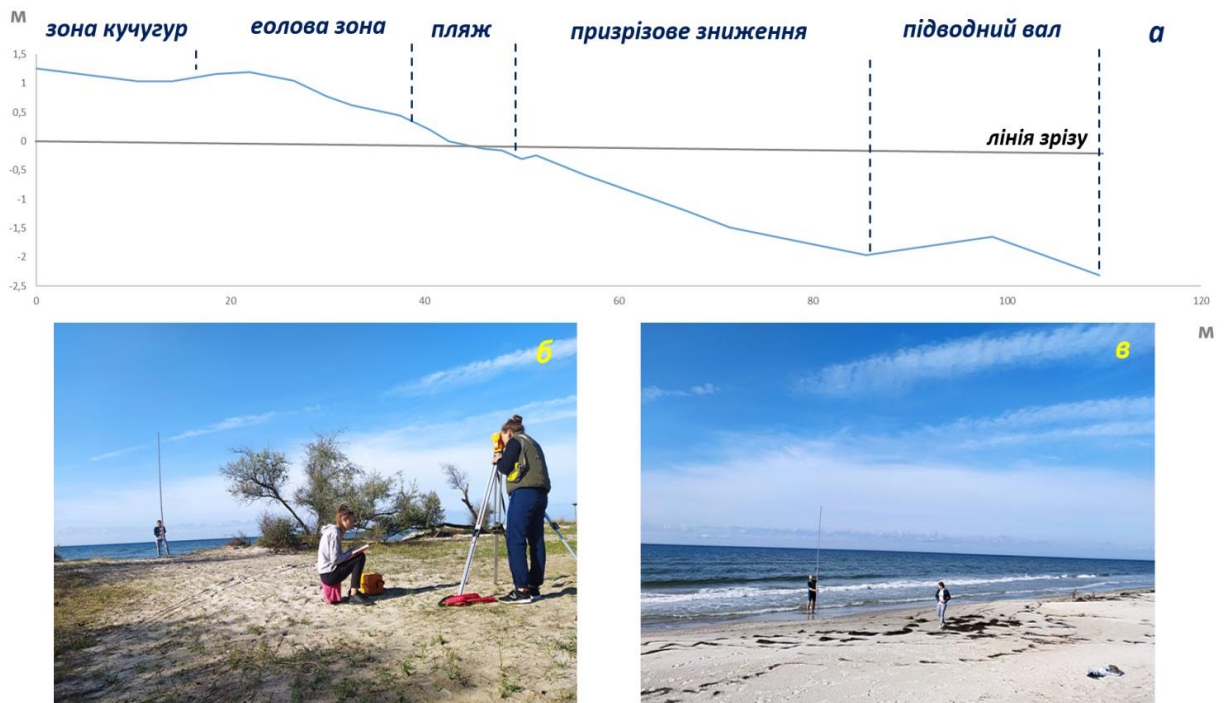 м
зона кучугур еолова зона пляж призрізове зниження підводний вал а
1,5
1
0,5
0
-0,5
-1
-1,5
-2
-2,5
лінія зрізу
0 20 40 60 80 100 120
м
б
в